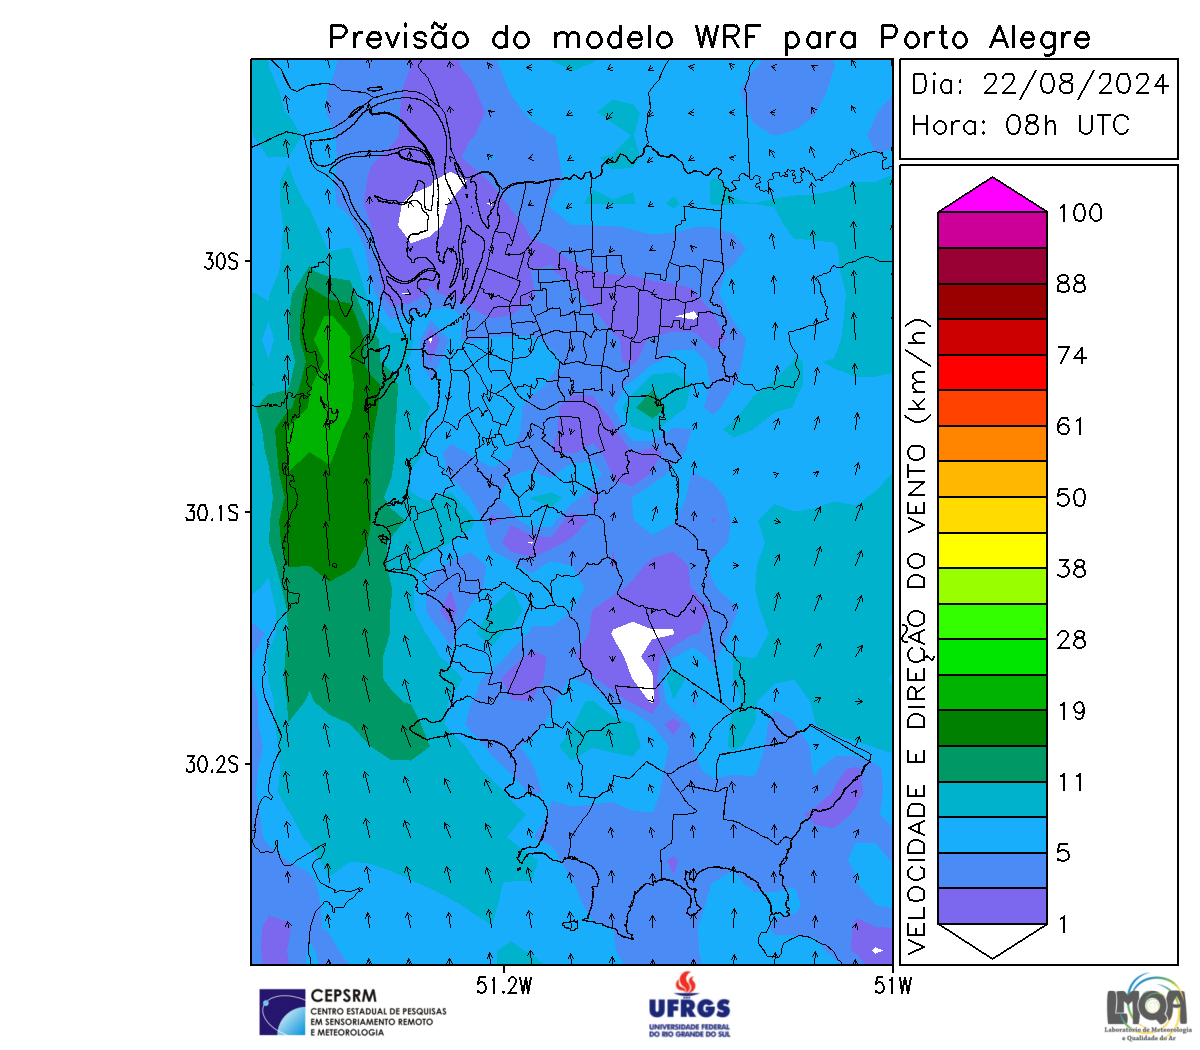 Previsão do modelo WRF para Porto Alegre
Dia: 22/08/2024
Hora: 08h UTC
100
88
74
61
50
38
28
19
11
5
1
VELOCIDADE E DIREÇÃO DO VENTO (km/h)
30S
30.1S
30.2S
51.2W
51W
CEPSRM
CENTRO ESTADUAL DE PESQUISAS
EM SENSORIAMENTO REMOTO
E METEOROLOGIA
UFRGS
UNIVERSIDADE FEDERAL
DO RIO GRANDE DO SUL
LMQA
Laboratório de Meteorologia
e Qualidade do Ar